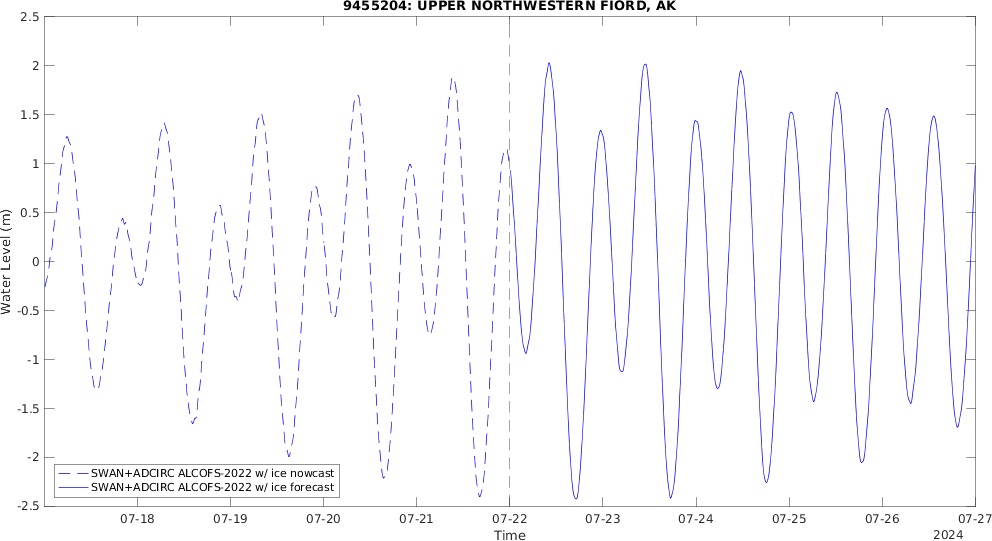 9455204: UPPER NORTHWESTERN FIORD, AK
2.5
2
1.5
1
0.5
0
-0.5
-1
-1.5
-2
-2.5
Water Level (m)
SWAN+ADCIRC ALCOFS-2022 w/ ice nowcast
SWAN+ADCIRC ALCOFS-2022 w/ ice forecast
07-18 07-19 07-20 07-21 07-22 07-23 07-24 07-25 07-26 07-27
Time
2024